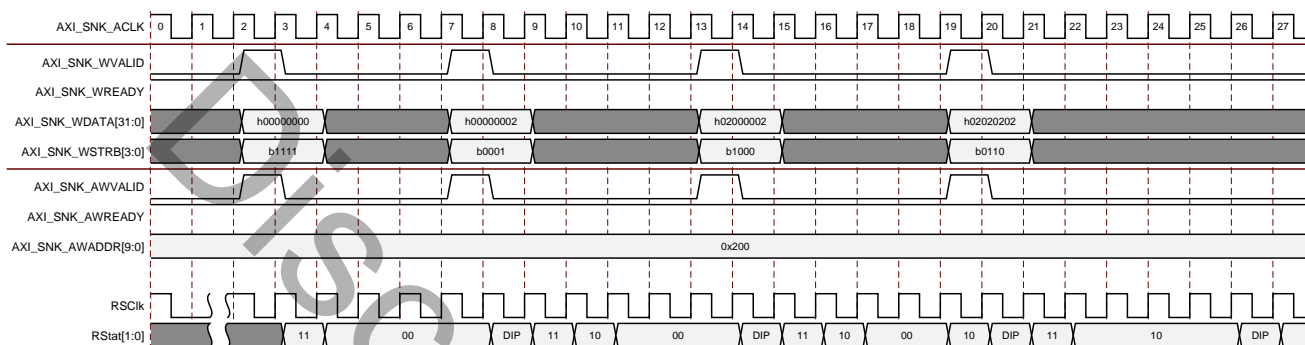 AXI_SNK_ACLK 0 1 2 3 4 5 6 7 8 9 10 11 12 13 14 15 16 17 18 19 20 21 22 23 24 25 26 27
AXI_SNK_WVALID
AXI_SNK_WREADY
AXI_SNK_WDATA[31:0] h00000000 h00000002 h02000002 h02020202
AXI_SNK_WSTRB[3:0] b1111 b0001 b1000 b0110
AXI_SNK_AWVALID
AXI_SNK_AWREADY
AXI_SNK_AWADDR[9:0] 0x200
RSClk
RStat[1:0] 11 00 DIP 11 10 00 DIP 11 10 00 10 DIP 11 10 DIP
Disc